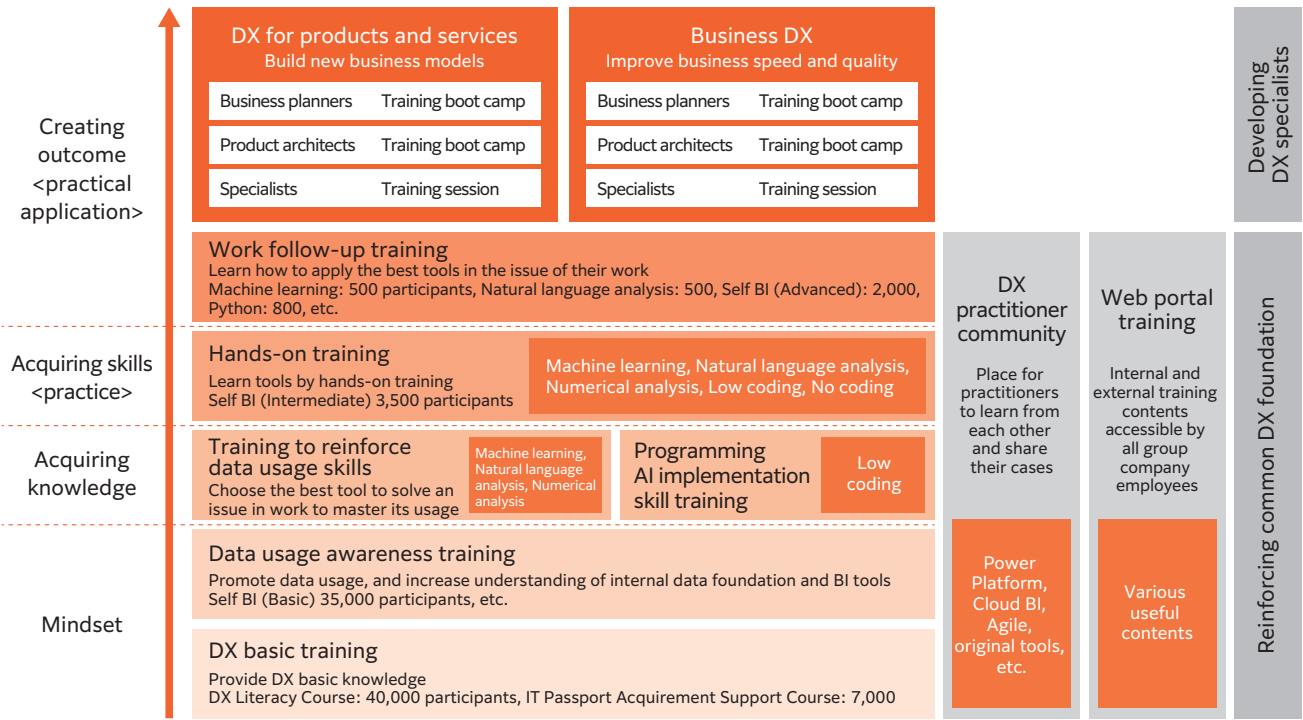 Creating
outcome
<practical
application>
DX for products and services
Build new business models
Business planners Training boot camp
Product architects Training boot camp
Specialists Training session
Business DX
Improve business speed and quality
Business planners Training boot camp
Product architects Training boot camp
Specialists Training session
Developing
DX specialists
Work follow-up training
Learn how to apply the best tools in the issue of their work
Machine learning: 500 participants, Natural language analysis: 500, Self BI (Advanced): 2,000,
Python: 800, etc.
Acquiring skills
<practice>
Hands-on training
Learn tools by hands-on training
Self BI (Intermediate) 3,500 participants
Machine learning, Natural language analysis,
Numerical analysis, Low coding, No coding
Acquiring
knowledge
Training to reinforce
data usage skills
Choose the best tool to solve an
issue in work to master its usage
Machine learning,
Natural language
analysis, Numerical
analysis
Programming
AI implementation
skill training
Low
coding
Mindset
Data usage awareness training
Promote data usage, and increase understanding of internal data foundation and BI tools
Self BI (Basic) 35,000 participants, etc.
DX basic training
Provide DX basic knowledge
DX Literacy Course: 40,000 participants, IT Passport Acquirement Support Course: 7,000
DX
practitioner
community
Place for
practitioners
to learn from
each other
and share
their cases
Power
Platform,
Cloud BI,
Agile,
original tools,
etc.
Web portal
training
Internal and
external training
contents
accessible by
all group
company
employees
Various
useful
contents
Reinforcing common DX foundation